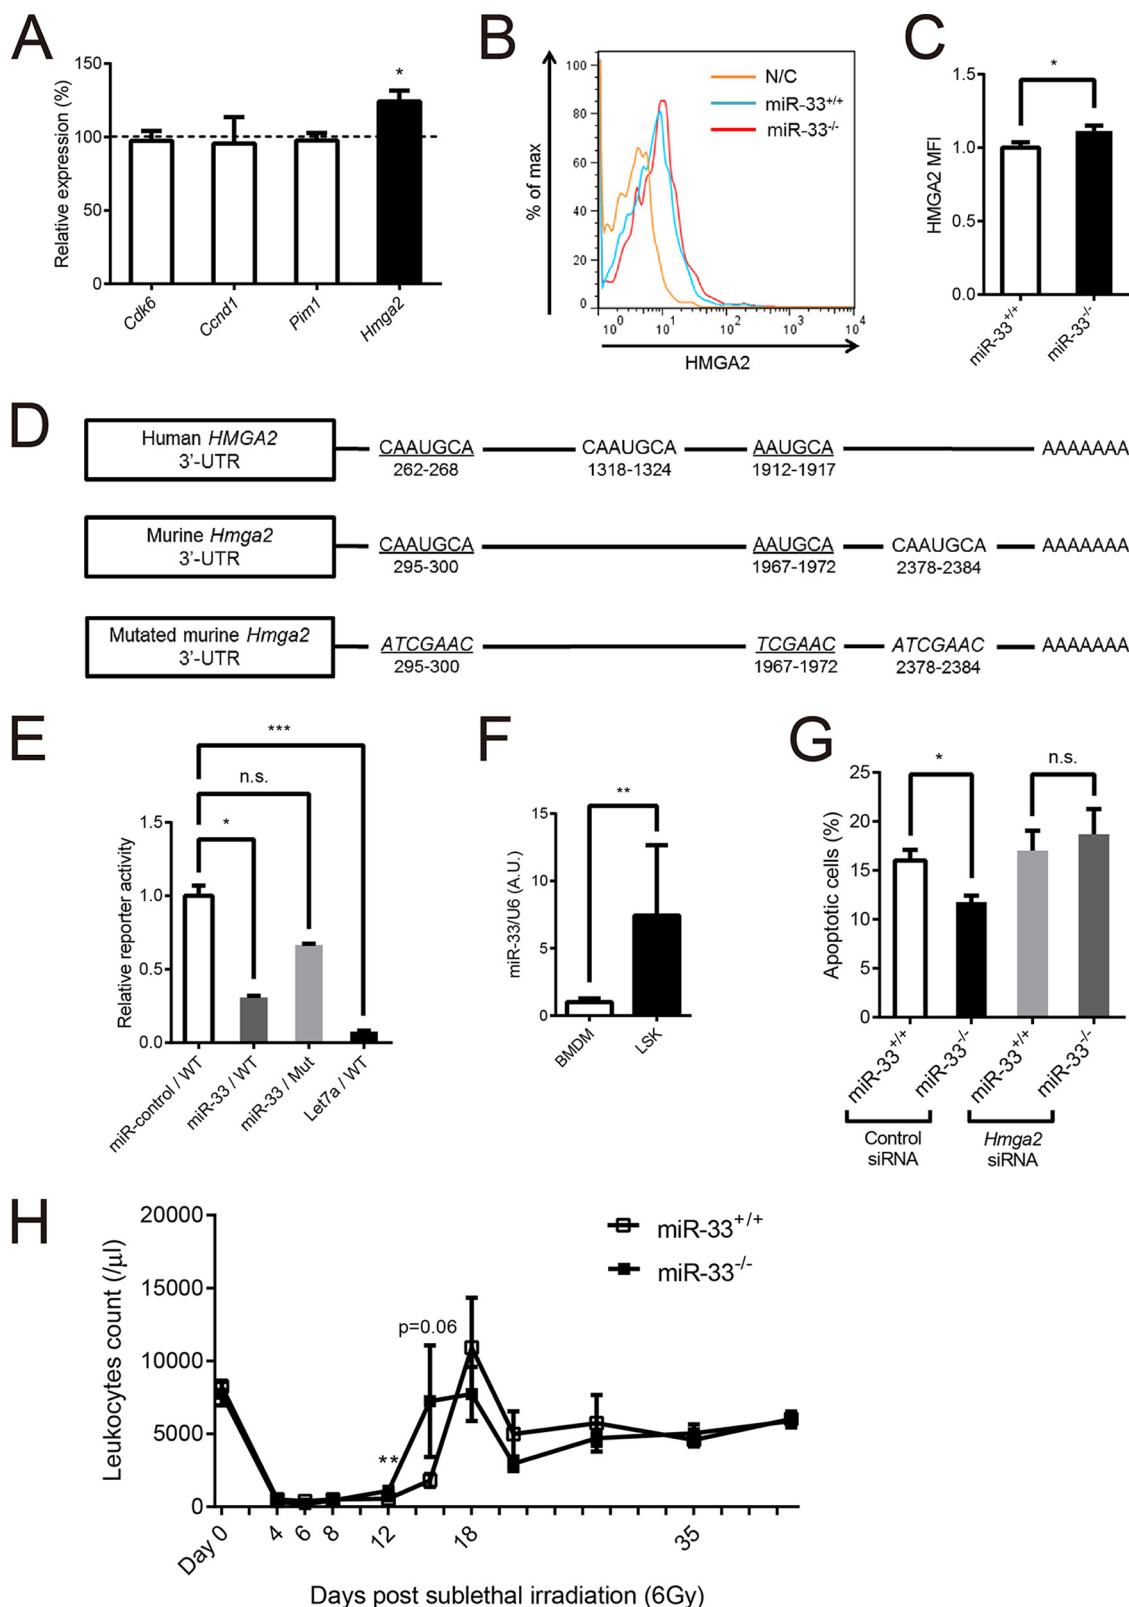 A
Relative expression (%)
150
100
50
0
*
Cdk6
Ccnd1
Pim1
Hmga2
B
% of max
100
80
60
40
20
0
N/C
miR-33+/+
miR-33-/-
10^0
10^1
10^2
10^3
10^4
HMGA2
C
HMGA2 MFI
1.5
1.0
0.5
0.0
*
miR-33+/+
miR-33-/-
D
Human HMGA2
3'-UTR
CAAUGCA CAAUGCA AAUGCA AAAAAAA
262-268 1318-1324 1912-1917
Murine Hmga2
3'-UTR
CAAUGCA AAUGCA CAAUGCA AAAAAAA
295-300 1967-1972 2378-2384
Mutated murine Hmga2
3'-UTR
ATCGAAC TCGAAC ATCGAAC AAAAAAA
295-300 1967-1972 2378-2384
E
Relative reporter activity
1.5
1.0
0.5
0.0
***
n.s.
*
miR-control / WT
miR-33 / WT
miR-33 / Mut
Let7a / WT
F
miR-33/U6 (A.U.)
15
10
5
0
**
BMDM
LSK
G
Apoptotic cells (%)
25
20
15
10
5
0
*
n.s.
miR-33+/+
miR-33-/-
miR-33+/+
miR-33-/-
Control
siRNA
Hmga2
siRNA
H
Leukocytes count (/μl)
20000
15000
10000
5000
0
miR-33+/+
miR-33-/-
p=0.06
**
Day 0
4
6
8
12
18
35
Days post sublethal irradiation (6Gy)